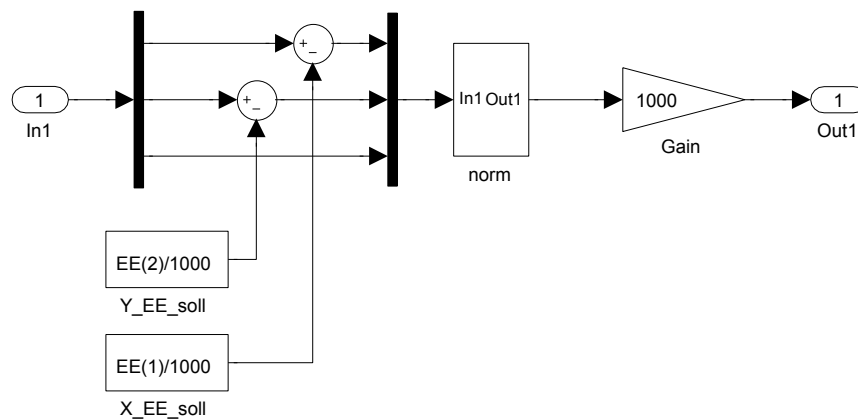 +
−
1
In1
+
−
In1 Out1
norm
1000
Gain
1
Out1
EE(2)/1000
Y_EE_soll
EE(1)/1000
X_EE_soll